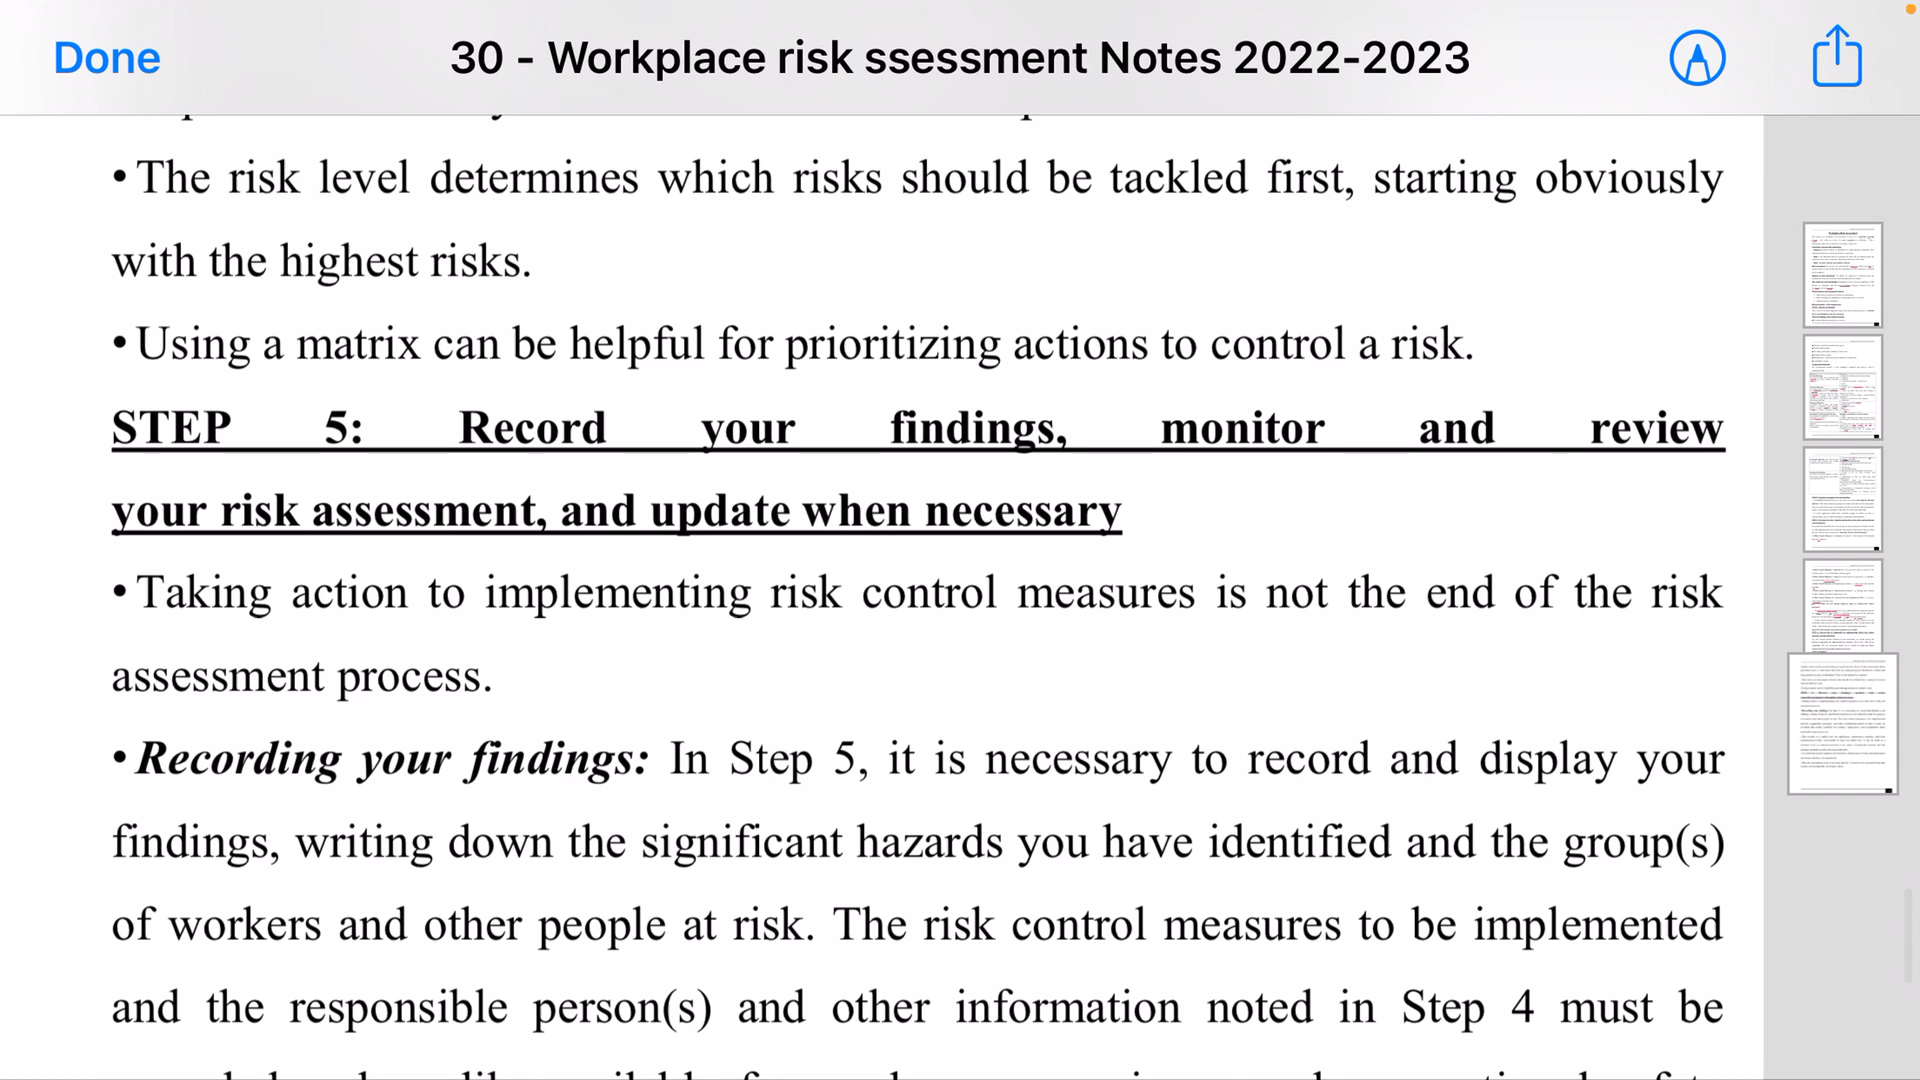 Done
30 - Workplace risk ssessment Notes 2022-2023
•The risk level determines which risks should be tackled first, starting obviously
with the highest risks.
•Using a matrix can be helpful for prioritizing actions to control a risk.
STEP 5: Record your findings, monitor and review
your risk assessment, and update when necessary
•Taking action to implementing risk control measures is not the end of the risk
assessment process.
•Recording your findings: In Step 5, it is necessary to record and display your
findings, writing down the significant hazards you have identified and the group(s)
of workers and other people at risk. The risk control measures to be implemented
and the responsible person(s) and other information noted in Step 4 must be